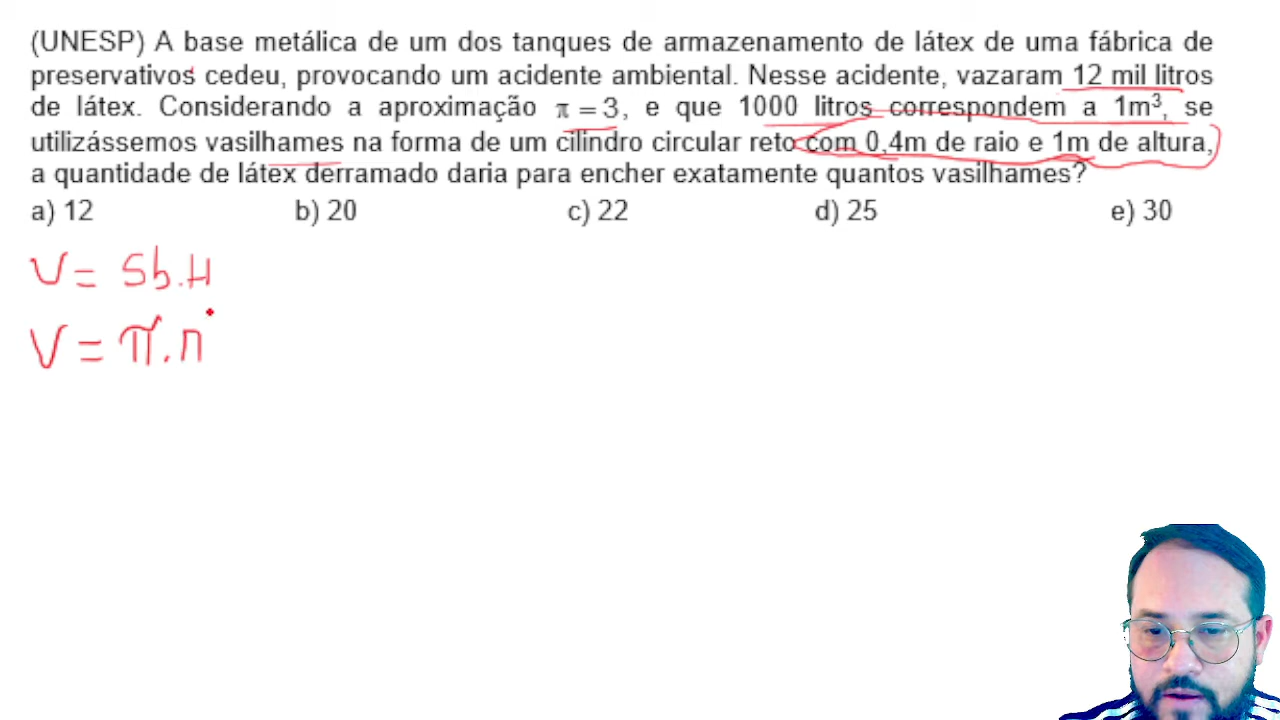 (UNESP) A base metálica de um dos tanques de armazenamento de látex de uma fábrica de
preservativos cedeu, provocando um acidente ambiental. Nesse acidente, vazaram 12 mil litros
de látex. Considerando a aproximação π = 3, e que 1000 litros correspondem a 1m³, se
utilizássemos vasilhames na forma de um cilindro circular reto com 0,4m de raio e 1m de altura,
a quantidade de látex derramado daria para encher exatamente quantos vasilhames?
a) 12 b) 20 c) 22 d) 25 e) 30
V = Sb.H
V = π.r